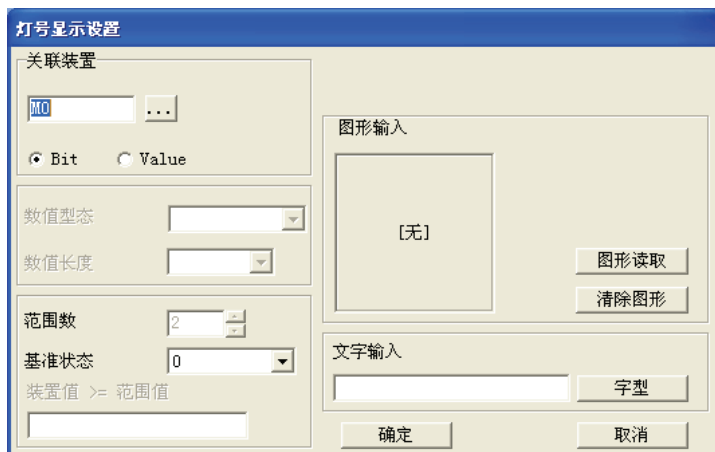 灯号显示设置
关联装置
M0
...
Bit
Value
数值型态
数值长度
范围数
2
基准状态
0
装置值 >= 范围值
图形输入
[无]
图形读取
清除图形
文字输入
字型
确定
取消